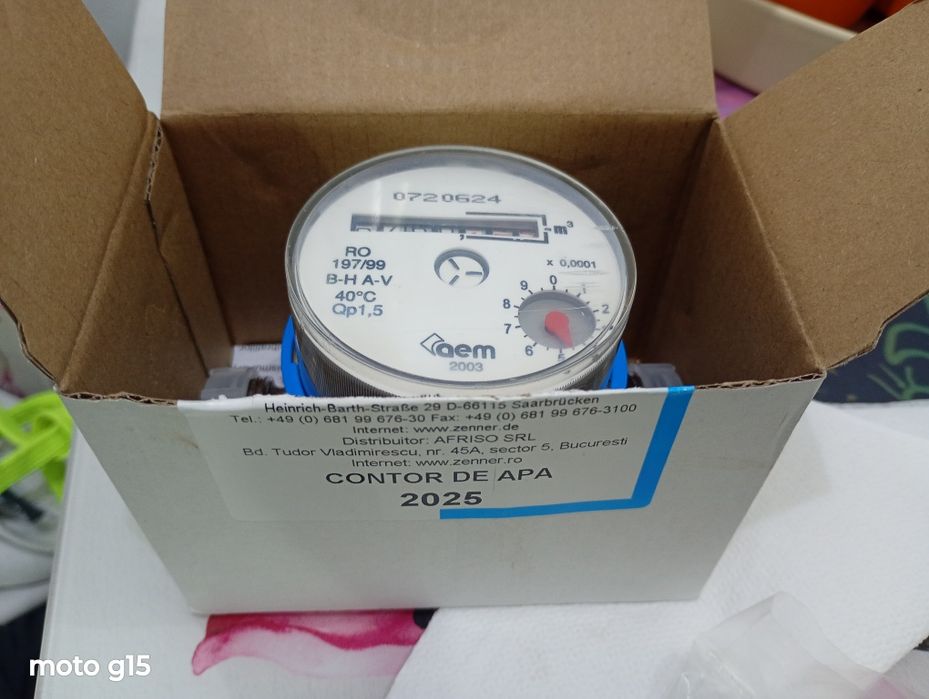 0720624
m³
RO
197/99
B-H A-V
40°C
Qp1,5
x 0,0001
0
1
2
5
6
7
8
9
aem
2003
Heinrich-Barth-Straße 29 D-66115 Saarbrücken
Tel.: +49 (0) 681 99 676-30 Fax: +49 (0) 681 99 676-3100
Internet: www.zenner.de
Distribuitor: AFRISO SRL
Bd. Tudor Vladimirescu, nr. 45A, sector 5, Bucuresti
Internet: www.zenner.ro
CONTOR DE APA
2025
moto g15